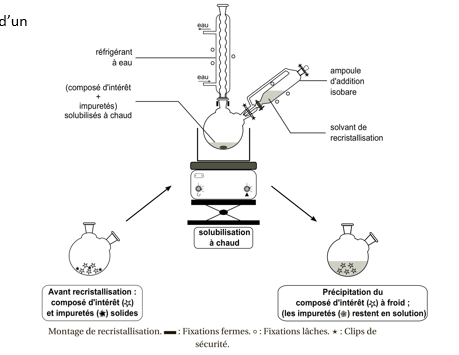 d'un
eau
réfrigérant
à eau
eau
ampoule
d'addition
isobare
(composé d'intérêt
+
impuretés)
solubilisés à chaud
solvant de
recristallisation
solubilisation
à chaud
Avant recristallisation :
composé d'intérêt (☆)
et impuretés (✱) solides
Précipitation du
composé d'intérêt (☆) à froid ;
(les impuretés (✱) restent en solution)
Montage de recristallisation. ▬ : Fixations fermes. ∘ : Fixations lâches. ⋆ : Clips de
sécurité.